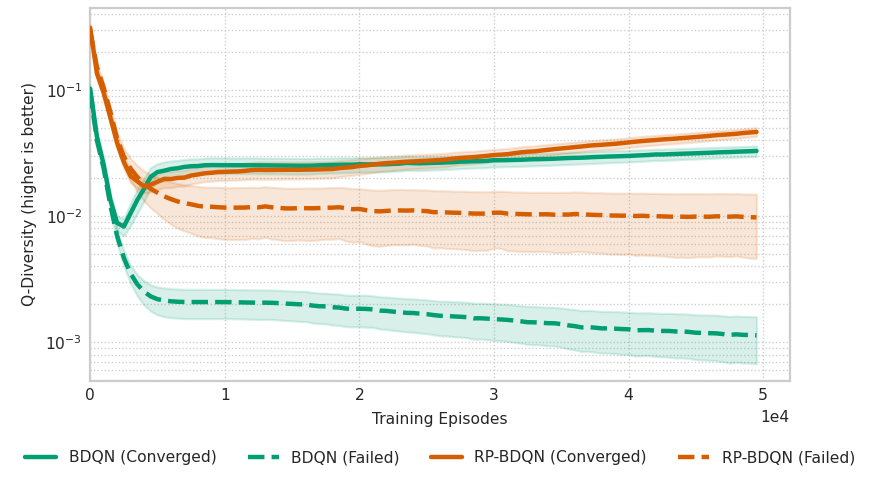 Q-Diversity (higher is better)
10⁻¹
10⁻²
10⁻³
0 1 2 3 4 5
1e4
Training Episodes
BDQN (Converged) BDQN (Failed) RP-BDQN (Converged) RP-BDQN (Failed)